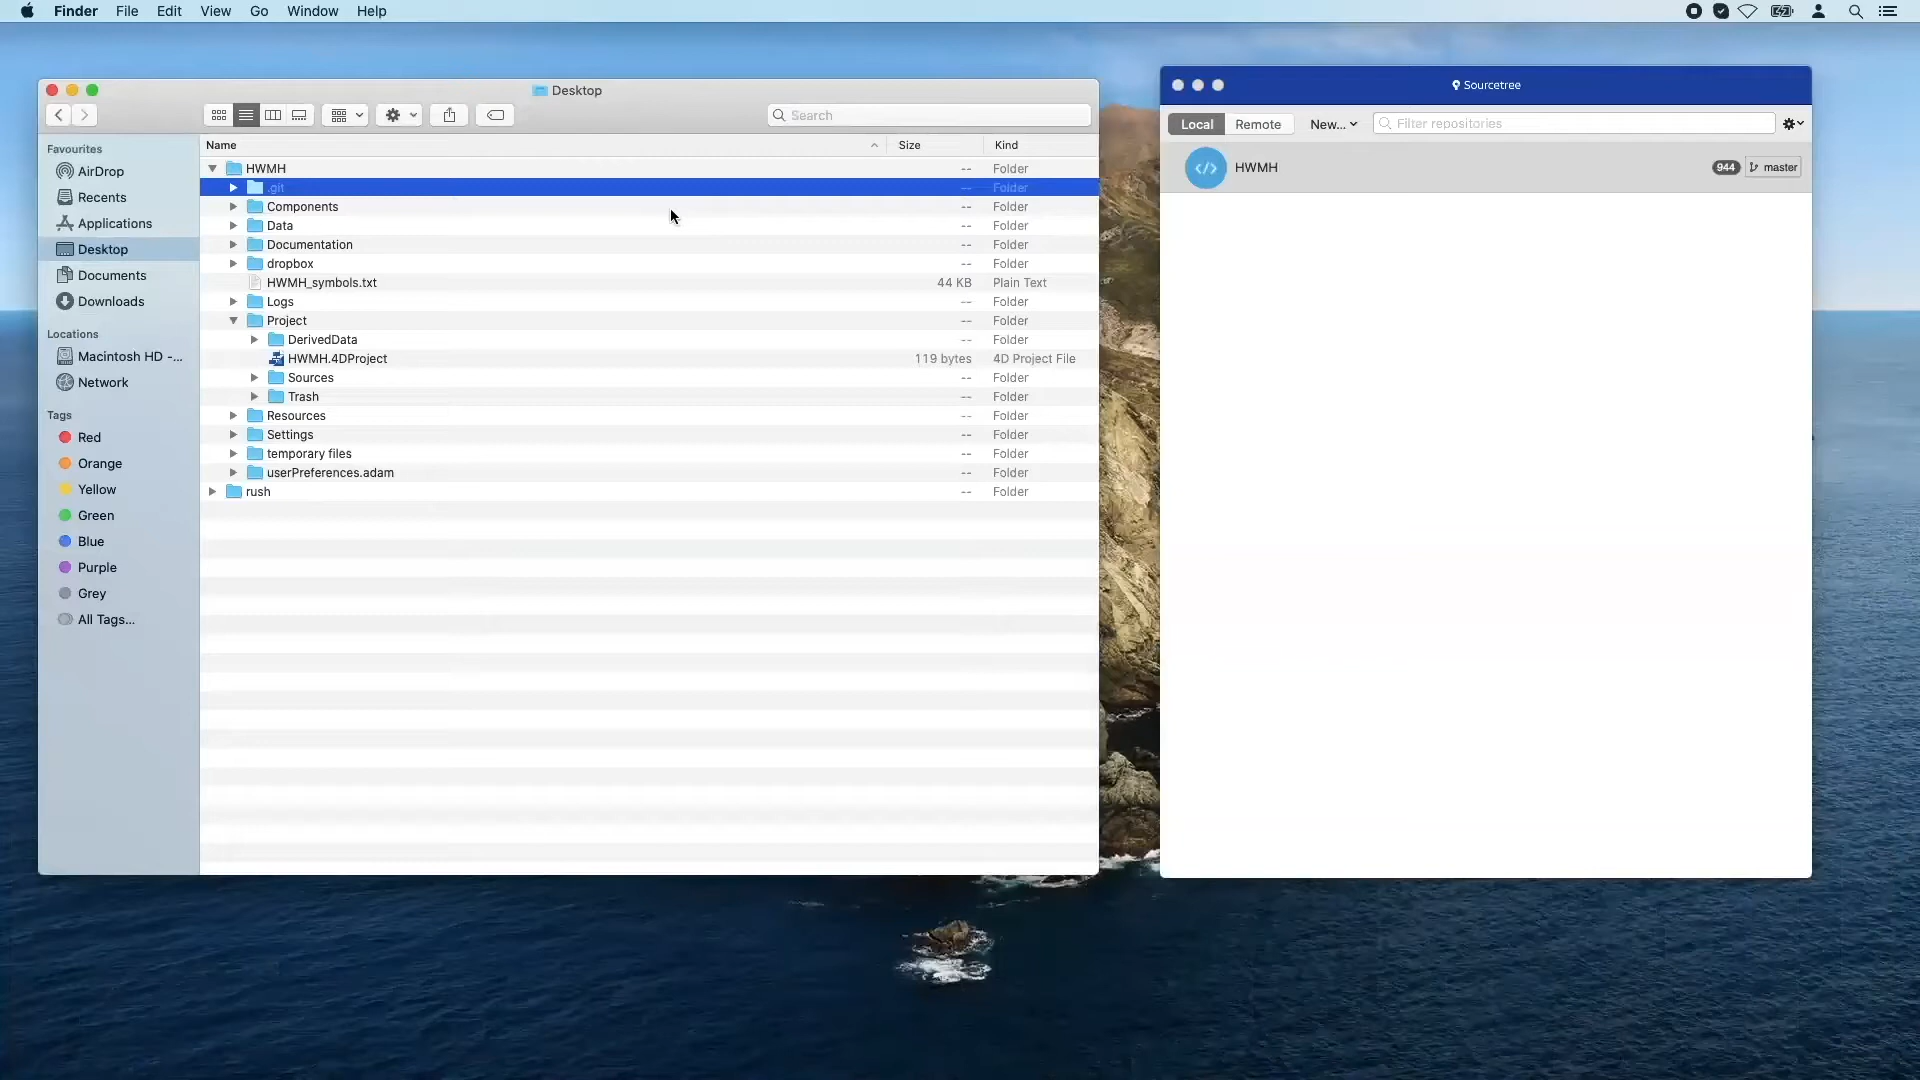 Finder File Edit View Go Window Help
Desktop
Search
Favourites
AirDrop
Recents
Applications
Desktop
Documents
Downloads
Locations
Macintosh HD -...
Network
Tags
Red
Orange
Yellow
Green
Blue
Purple
Grey
All Tags...
Name Size Kind
HWMH -- Folder
.git -- Folder
Components -- Folder
Data -- Folder
Documentation -- Folder
dropbox -- Folder
HWMH_symbols.txt 44 KB Plain Text
Logs -- Folder
Project -- Folder
DerivedData -- Folder
HWMH.4DProject 119 bytes 4D Project File
Sources -- Folder
Trash -- Folder
Resources -- Folder
Settings -- Folder
temporary files -- Folder
userPreferences.adam -- Folder
rush -- Folder
Sourcetree
Local Remote New... Filter repositories
HWMH 944 master